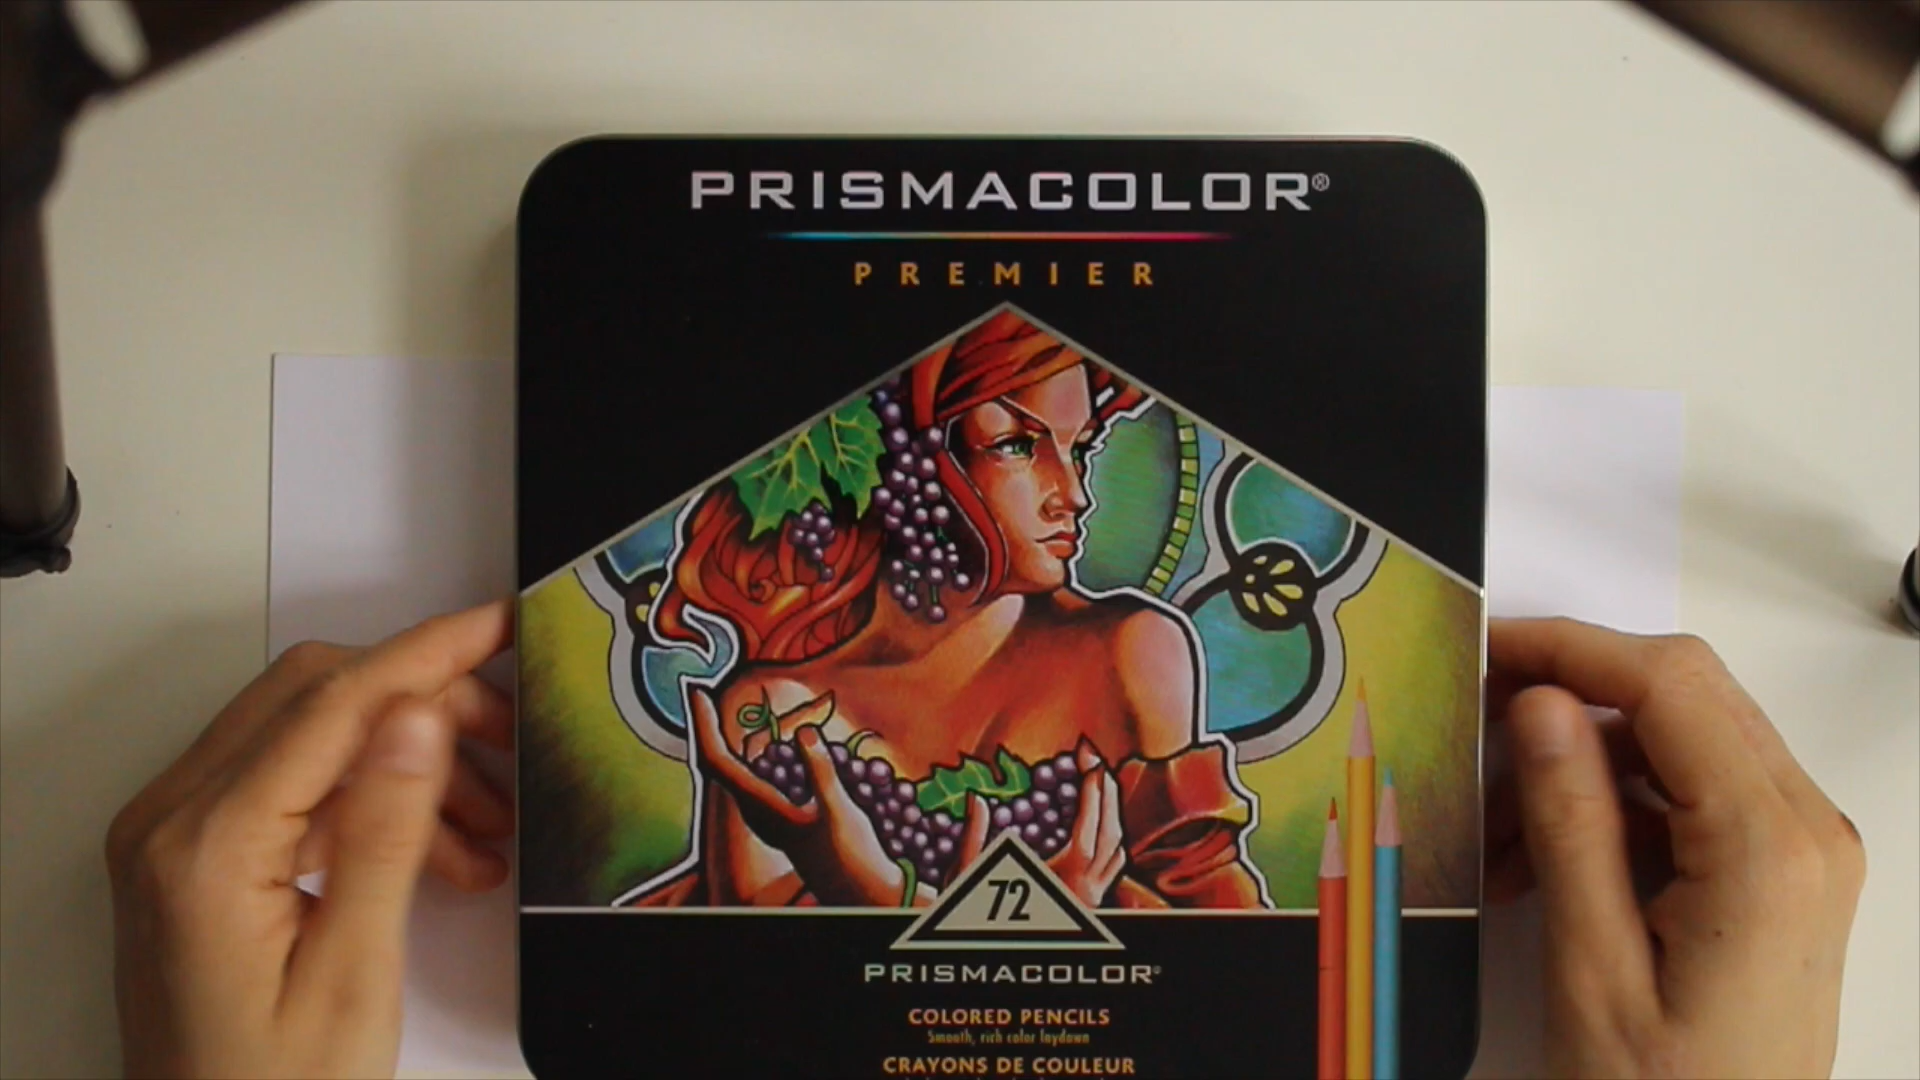 PRISMACOLOR®
PREMIER
72
PRISMACOLOR®
COLORED PENCILS
Smooth, rich color laydown
CRAYONS DE COULEUR